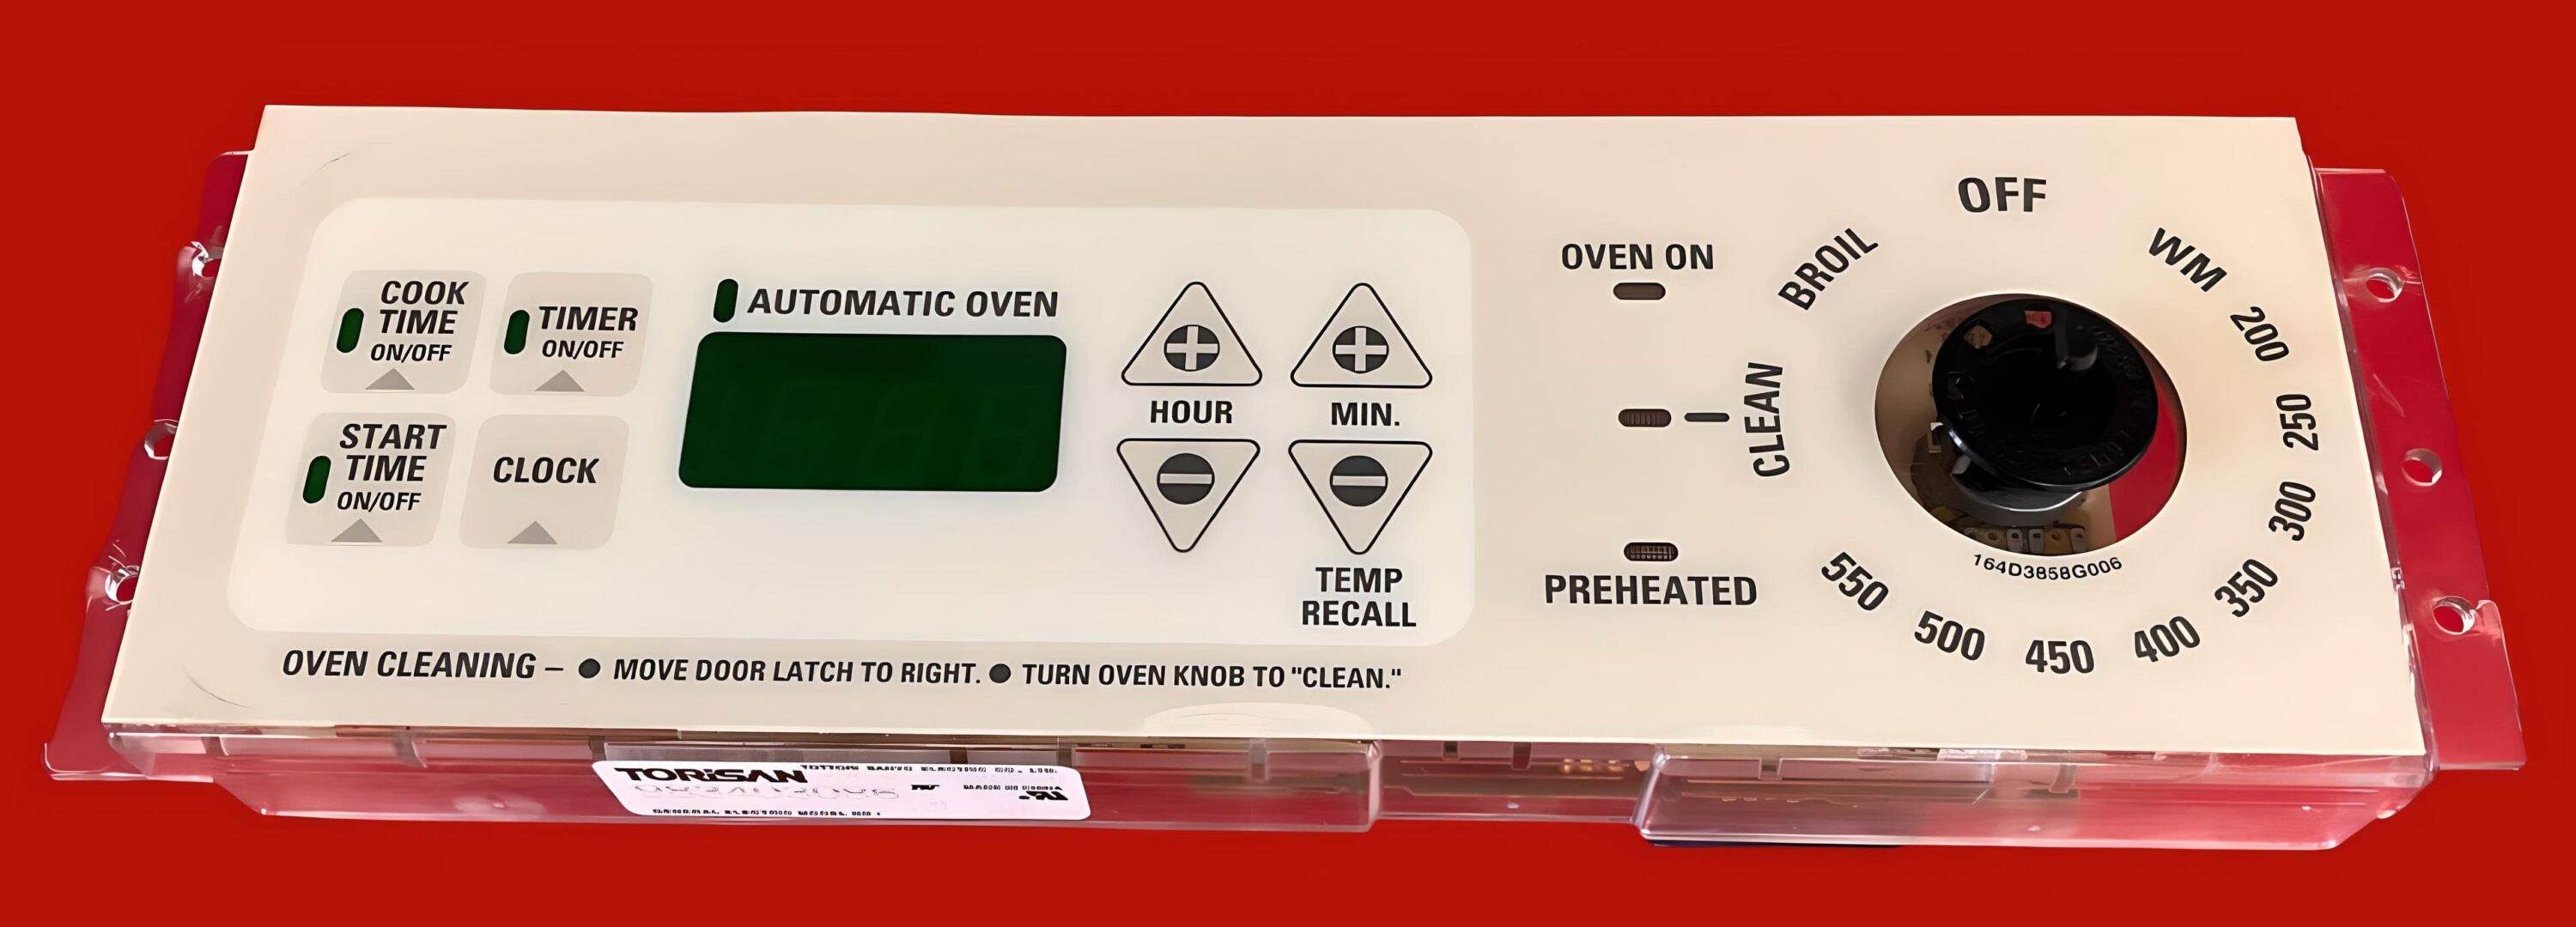 COOK
TIME
ON/OFF
TIMER
ON/OFF
START
TIME
ON/OFF
CLOCK
AUTOMATIC OVEN
HOUR
MIN.
TEMP
RECALL
OVEN CLEANING – ● MOVE DOOR LATCH TO RIGHT. ● TURN OVEN KNOB TO "CLEAN."
OVEN ON
PREHEATED
OFF
WM
200
250
300
350
400
450
500
550
CLEAN
BROIL
164D3858G006
TORiSAN